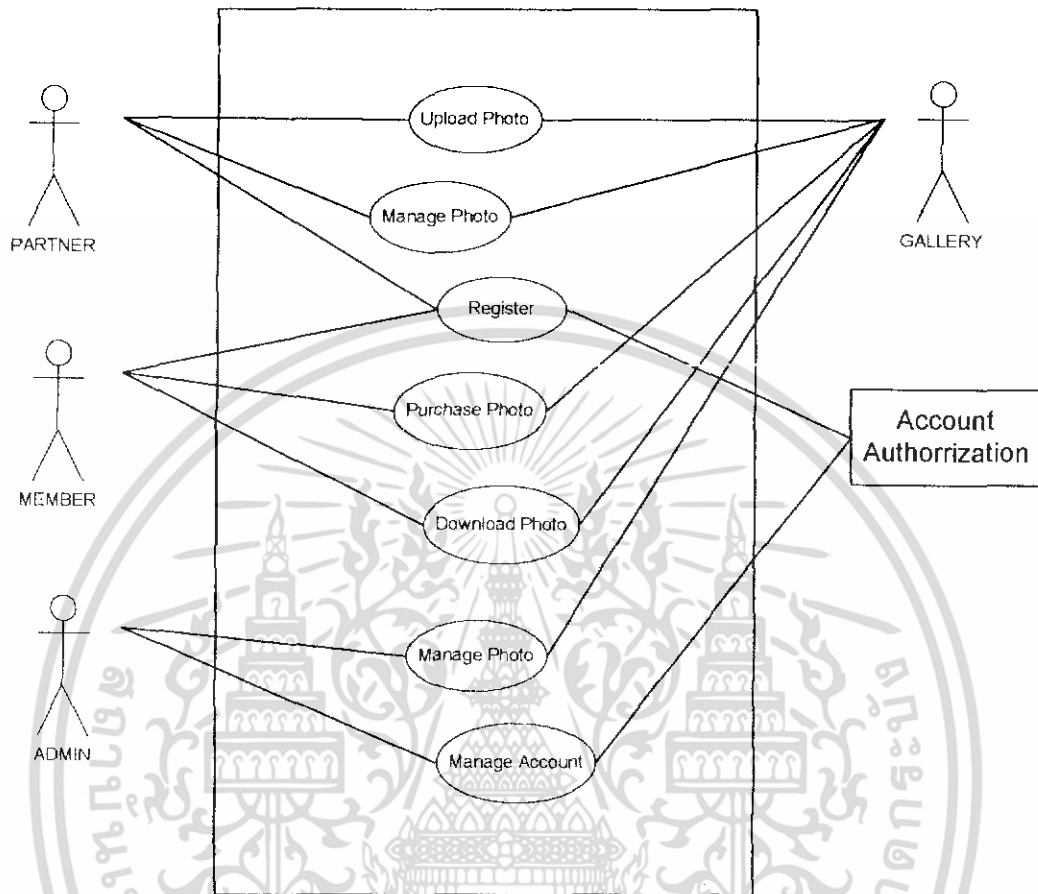 Upload Photo
PARTNER
Manage Photo
GALLERY
Register
MEMBER
Purchase Photo
Account
Authorrization
Download Photo
ADMIN
Manage Photo
Manage Account